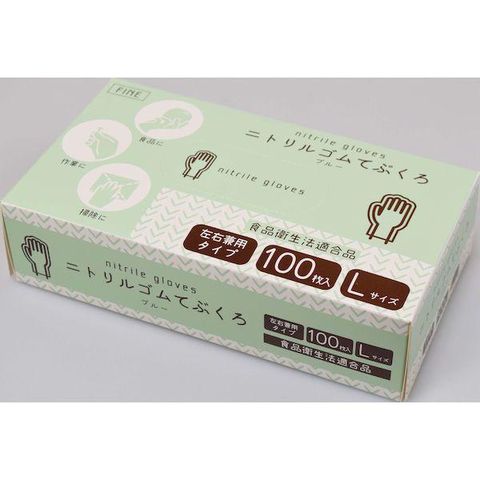 FINE
食品に
作業に
掃除に
nitrile gloves
ニトリルゴムてぶくろ
ブルー
nitrile gloves
食品衛生法適合品
左右兼用
タイプ
100枚入
Lサイズ
nitrile gloves
ニトリルゴムてぶくろ
ブルー
左右兼用
タイプ
100枚入
Lサイズ
食品衛生法適合品